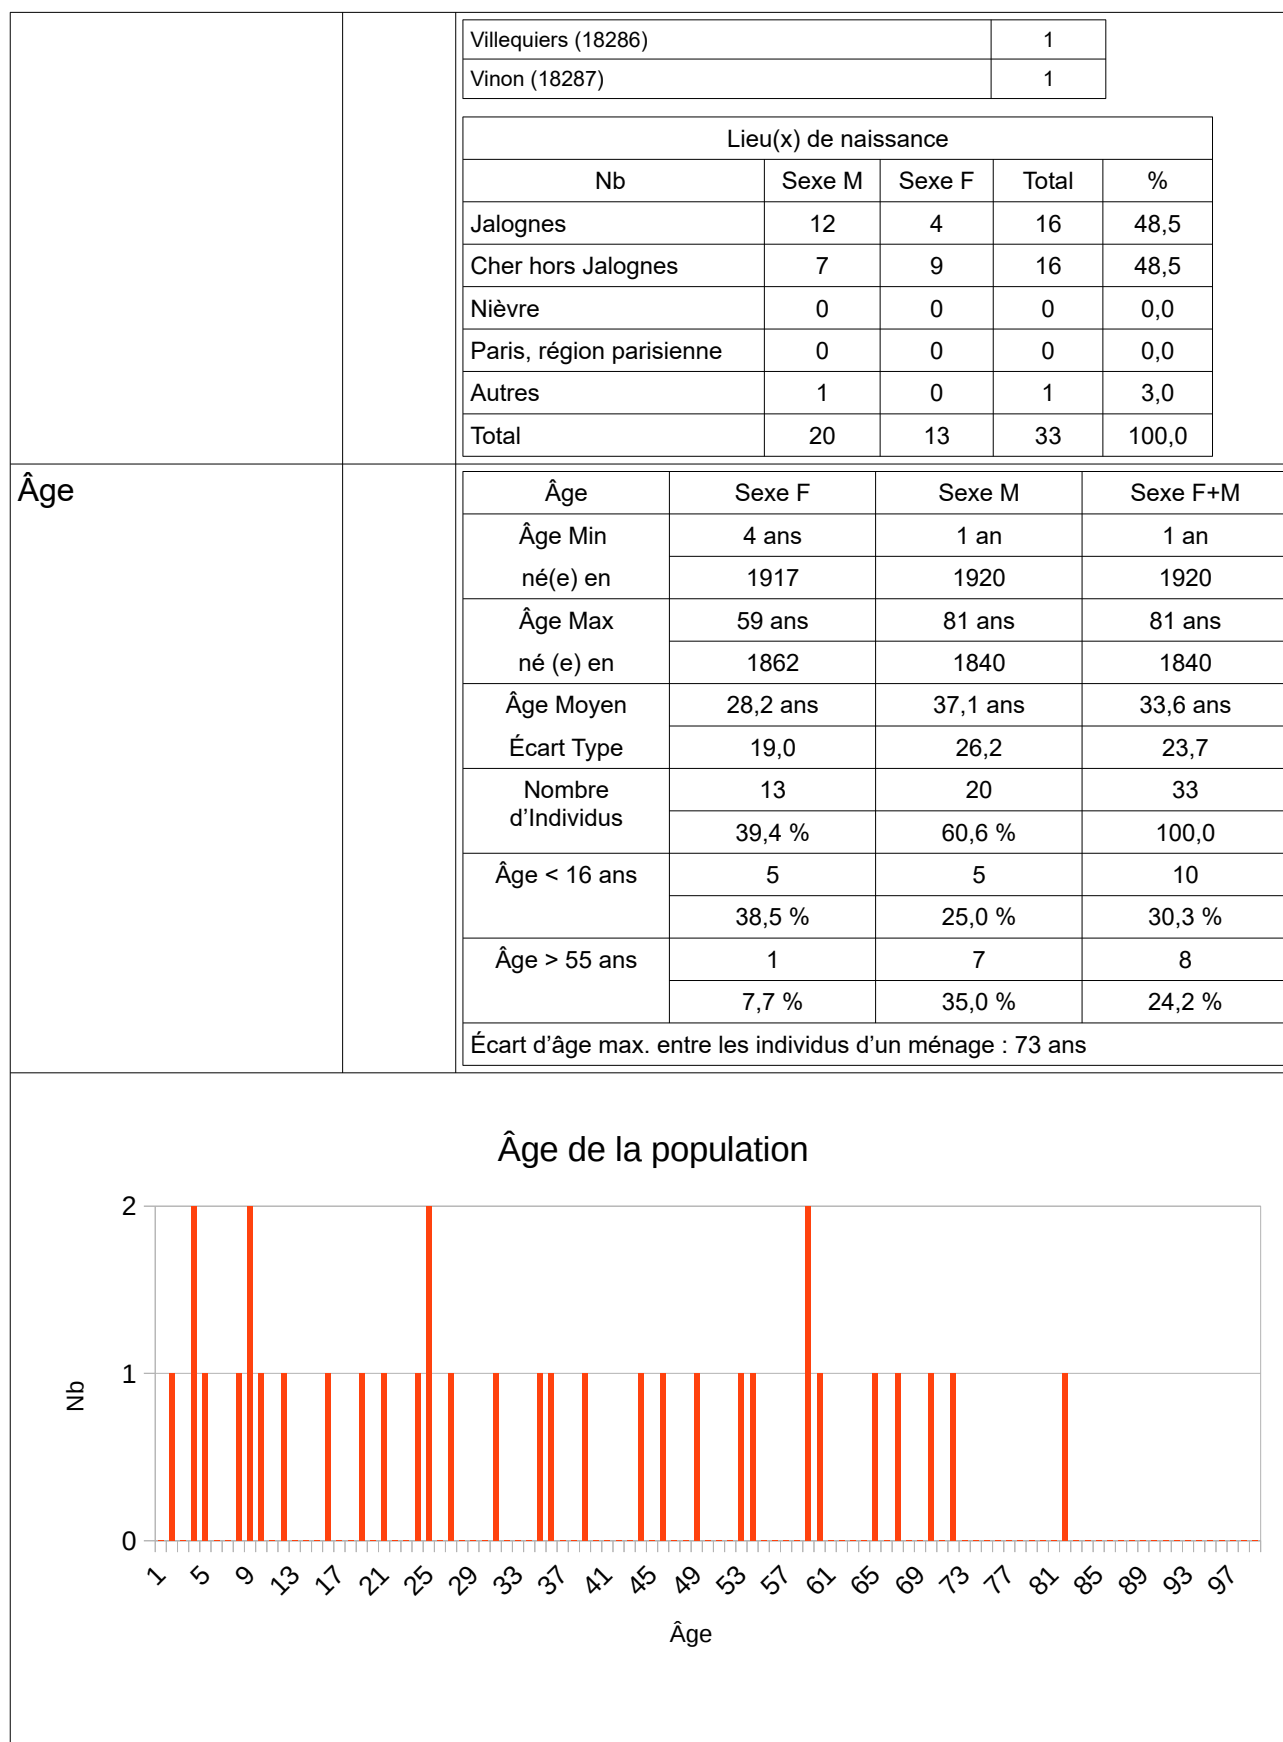 Villequiers (18286) 1
Vinon (18287) 1
Lieu(x) de naissance
Nb Sexe M Sexe F Total %
Jalognes 12 4 16 48,5
Cher hors Jalognes 7 9 16 48,5
Nièvre 0 0 0 0,0
Paris, région parisienne 0 0 0 0,0
Autres 1 0 1 3,0
Total 20 13 33 100,0
Âge
Âge Sexe F Sexe M Sexe F+M
Âge Min 4 ans 1 an 1 an
né(e) en 1917 1920 1920
Âge Max 59 ans 81 ans 81 ans
né (e) en 1862 1840 1840
Âge Moyen 28,2 ans 37,1 ans 33,6 ans
Écart Type 19,0 26,2 23,7
Nombre d’Individus 13 20 33
39,4 % 60,6 % 100,0
Âge < 16 ans 5 5 10
38,5 % 25,0 % 30,3 %
Âge > 55 ans 1 7 8
7,7 % 35,0 % 24,2 %
Écart d’âge max. entre les individus d’un ménage : 73 ans
Âge de la population
2
1
0
Nb
1 5 9 13 17 21 25 29 33 37 41 45 49 53 57 61 65 69 73 77 81 85 89 93 97
Âge